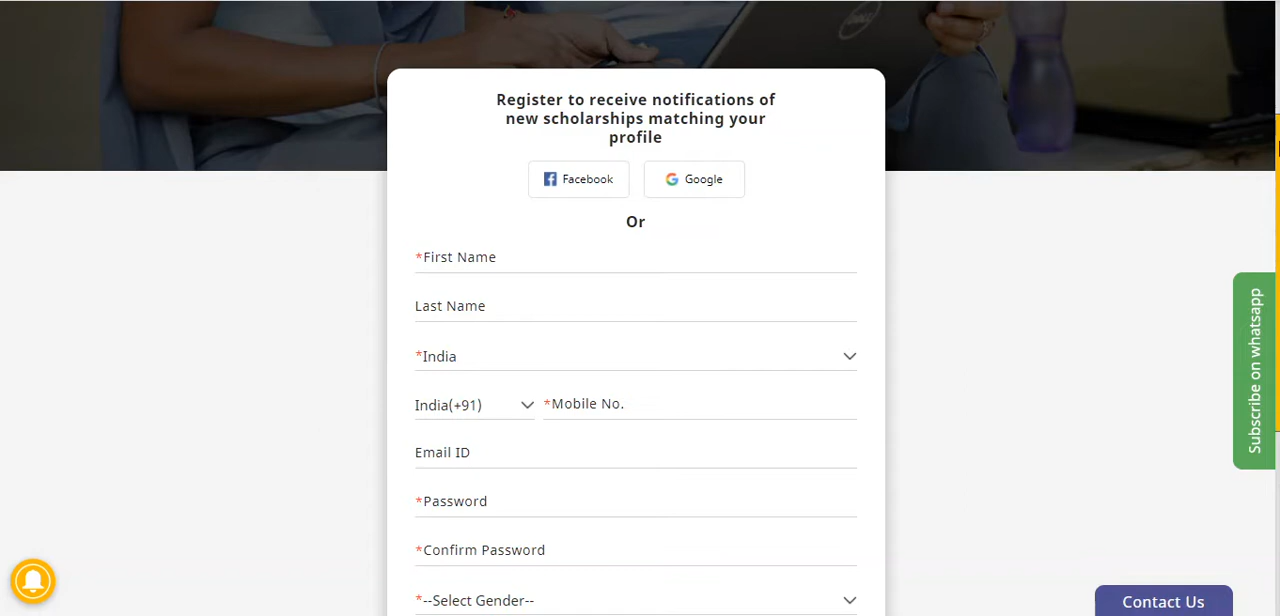 Register to receive notifications of
new scholarships matching your
profile
Facebook
Google
Or
*First Name
Last Name
*India
India(+91)
*Mobile No.
Email ID
*Password
*Confirm Password
*--Select Gender--
Subscribe on whatsapp
Contact Us